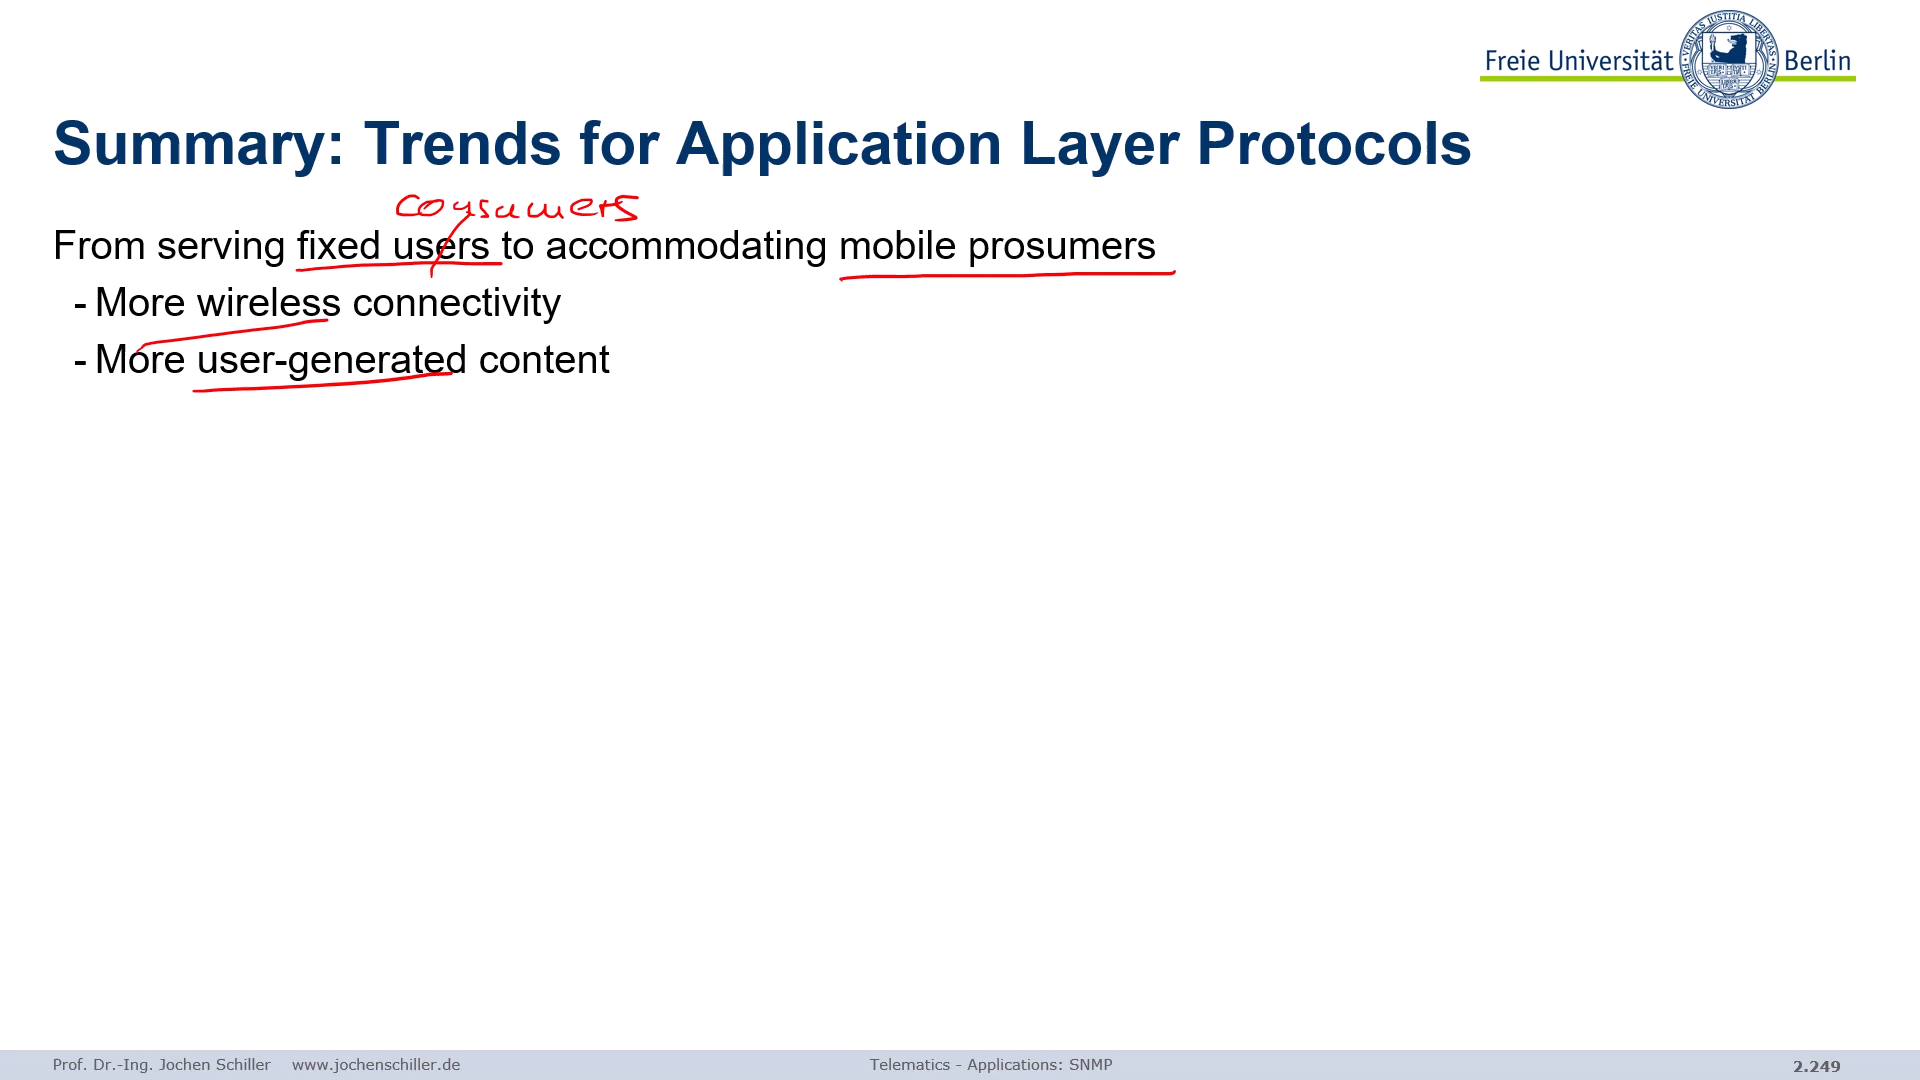 Freie Universität Berlin
Summary: Trends for Application Layer Protocols
consumers
From serving fixed users to accommodating mobile prosumers
- More wireless connectivity
- More user-generated content
Prof. Dr.-Ing. Jochen Schiller www.jochenschiller.de Telematics - Applications: SNMP 2.249